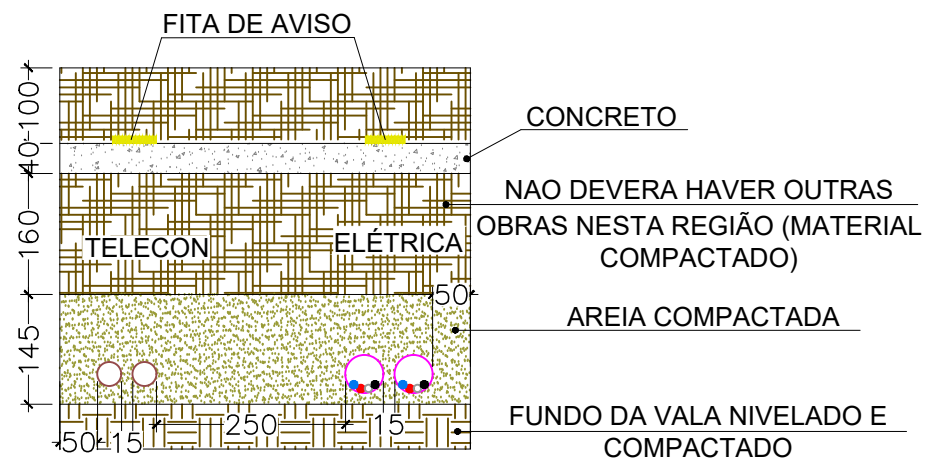 FITA DE AVISO
100
CONCRETO
40
NAO DEVERA HAVER OUTRAS
OBRAS NESTA REGIÃO (MATERIAL
COMPACTADO)
160
TELECON
ELÉTRICA
50
AREIA COMPACTADA
145
FUNDO DA VALA NIVELADO E
COMPACTADO
50
15
250
15